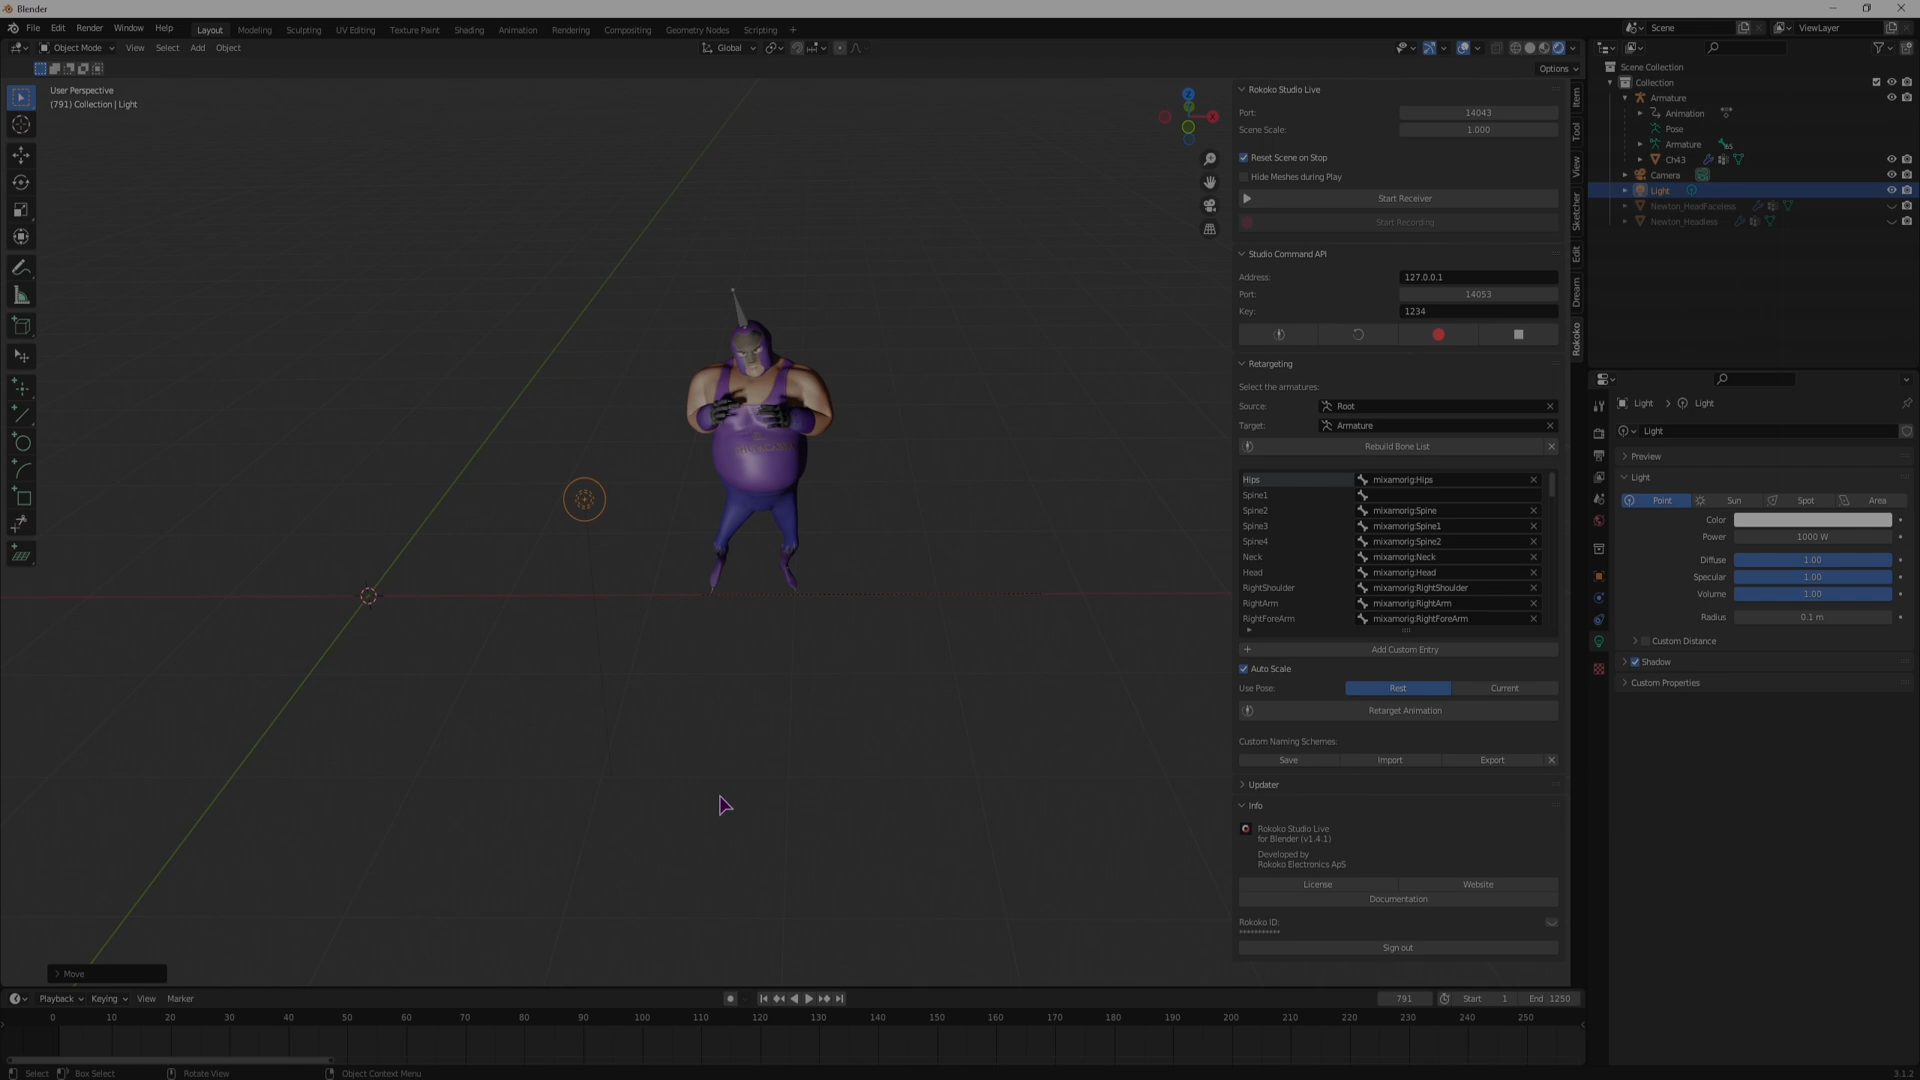 Blender
File Edit Render Window Help Layout Modeling Sculpting UV Editing Texture Paint Shading Animation Rendering Compositing Geometry Nodes Scripting + Scene ViewLayer
Object Mode View Select Add Object Global
Options
User Perspective
(791) Collection | Light
Z
X
Item
Tool
View
Sketcher
Edit
Dream
Rokoko
Rokoko Studio Live
Port: 14043
Scene Scale: 1.000
Reset Scene on Stop
Hide Meshes during Play
Start Receiver
Start Recording
Studio Command API
Address: 127.0.0.1
Port: 14053
Key: 1234
Retargeting
Select the armatures:
Source: Root
Target: Armature
Rebuild Bone List
Hips mixamorig:Hips
Spine1
Spine2 mixamorig:Spine
Spine3 mixamorig:Spine1
Spine4 mixamorig:Spine2
Neck mixamorig:Neck
Head mixamorig:Head
RightShoulder mixamorig:RightShoulder
RightArm mixamorig:RightArm
RightForeArm mixamorig:RightForeArm
Add Custom Entry
Auto Scale
Use Pose: Rest Current
Retarget Animation
Custom Naming Schemes:
Save Import Export
Updater
Info
Rokoko Studio Live
for Blender (v1.4.1)
Developed by
Rokoko Electronics ApS
License Website
Documentation
Rokoko ID:
***********
Sign out
Scene Collection
Collection
Armature
Animation
Pose
Armature
Ch43
Camera
Light
Newton_HeadFaceless
Newton_Headless
Light > Light
Light
Preview
Light
Point Sun Spot Area
Color
Power 1000 W
Diffuse 1.00
Specular 1.00
Volume 1.00
Radius 0.1 m
Custom Distance
Shadow
Custom Properties
Move
Playback Keying View Marker 791 Start 1 End 1250
0 10 20 30 40 50 60 70 80 90 100 110 120 130 140 150 160 170 180 190 200 210 220 230 240 250
Select Box Select Rotate View Object Context Menu 3.1.2